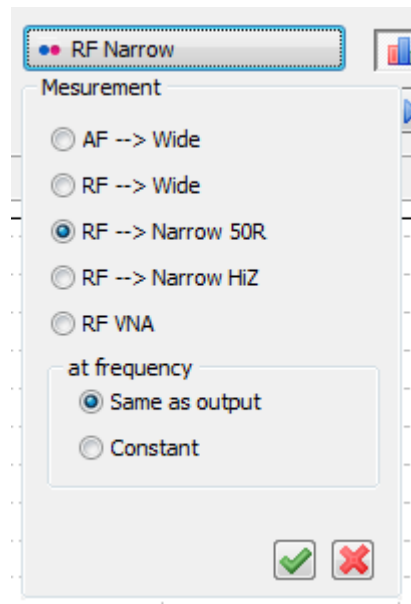 RF Narrow
Mesurement
AF --> Wide
RF --> Wide
RF --> Narrow 50R
RF --> Narrow HiZ
RF VNA
at frequency
Same as output
Constant